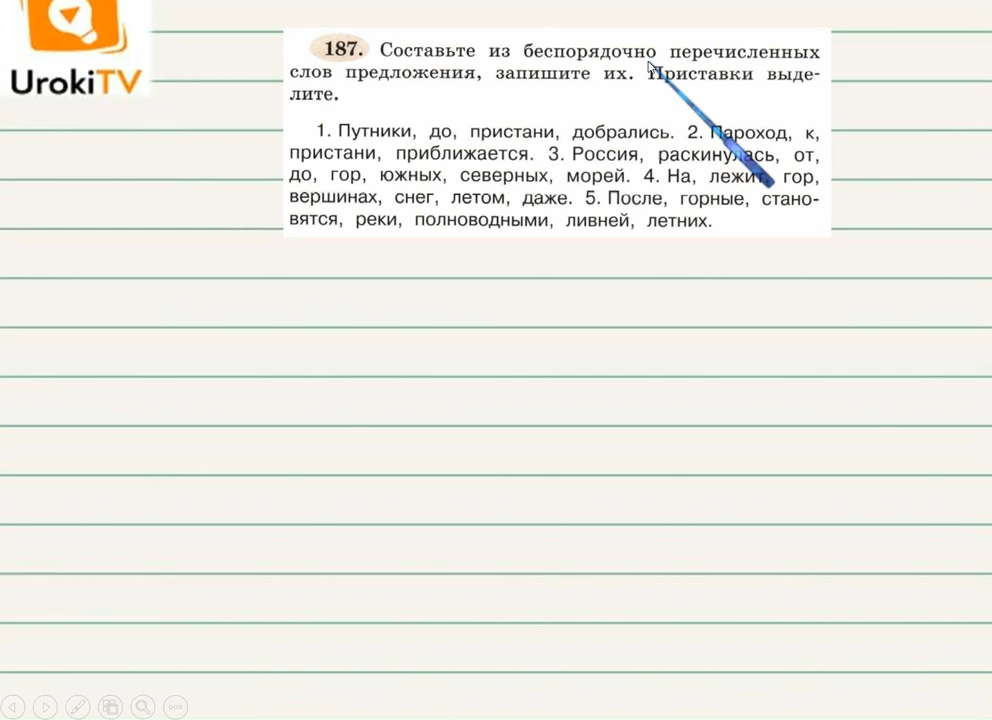 UrokiTV
187. Составьте из беспорядочно перечисленных
слов предложения, запишите их. Приставки выде-
лите.
1. Путники, до, пристани, добрались. 2. Пароход, к,
пристани, приближается. 3. Россия, раскинулась, от,
до, гор, южных, северных, морей. 4. На, лежит, гор,
вершинах, снег, летом, даже. 5. После, горные, стано-
вятся, реки, полноводными, ливней, летних.